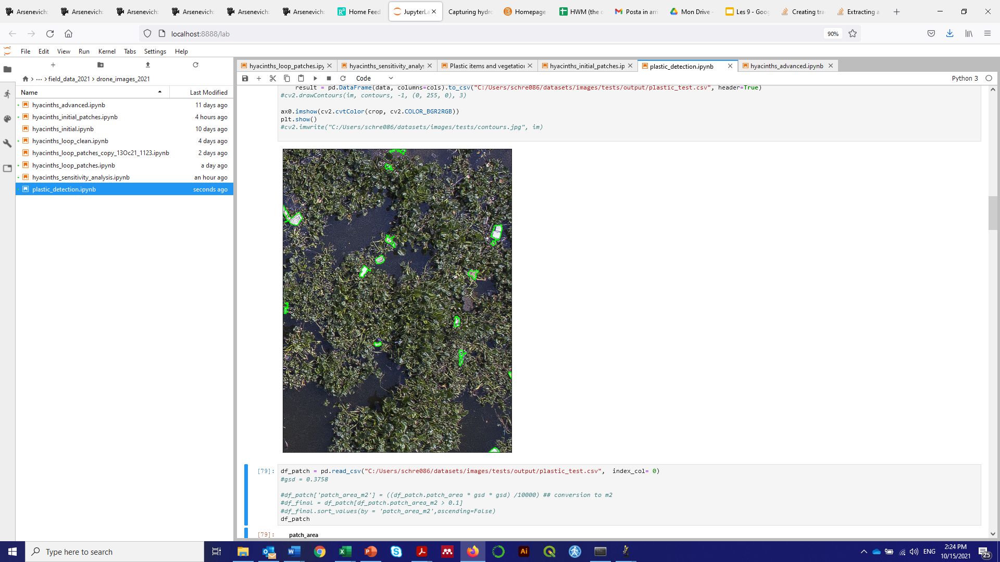 Arsenevich:
Arsenevich:
Arsenevich:
Arsenevich:
Arsenevich:
Arsenevich:
Home Feed
JupyterLa
Capturing hydro
Homepage
HWM (the c
Posta in arri
Mon Drive -
Les 9 - Goog
Creating tra
Extracting a
localhost:8888/lab
90%
File Edit View Run Kernel Tabs Settings Help
hyacinths_loop_patches.ipy
hyacinths_sensitivity_analys
Plastic items and vegetation
hyacinths_initial_patches.ip
plastic_detection.ipynb
hyacinths_advanced.ipynb
Code
Python 3
··· field_data_2021 drone_images_2021
Name Last Modified
hyacinths_advanced.ipynb 11 days ago
hyacinths_initial_patches.ipynb 4 hours ago
hyacinths_initial.ipynb 10 days ago
hyacinths_loop_clean.ipynb 4 days ago
hyacinths_loop_patches_copy_13Oc21_1123.ipynb 2 days ago
hyacinths_loop_patches.ipynb a day ago
hyacinths_sensitivity_analysis.ipynb an hour ago
plastic_detection.ipynb seconds ago
result = pd.DataFrame(data, columns=cols).to_csv("C:/Users/schre086/datasets/images/tests/output/plastic_test.csv", header=True)
#cv2.drawContours(im, contours, -1, (0, 255, 0), 3)
ax0.imshow(cv2.cvtColor(crop, cv2.COLOR_BGR2RGB))
plt.show()
#cv2.imwrite("C:/Users/schre086/datasets/images/tests/contours.jpg", im)
[79]:
df_patch = pd.read_csv("C:/Users/schre086/datasets/images/tests/output/plastic_test.csv",  index_col= 0)
#gsd = 0.3758
#df_patch['patch_area_m2'] = ((df_patch.patch_area * gsd * gsd) /10000) ## conversion to m2
#df_final = df_patch[df_patch.patch_area_m2 > 0.1]
#df_final.sort_values(by = 'patch_area_m2',ascending=False)
df_patch
[79]:
patch_area
Type here to search
ENG
2:24 PM
10/15/2021
25